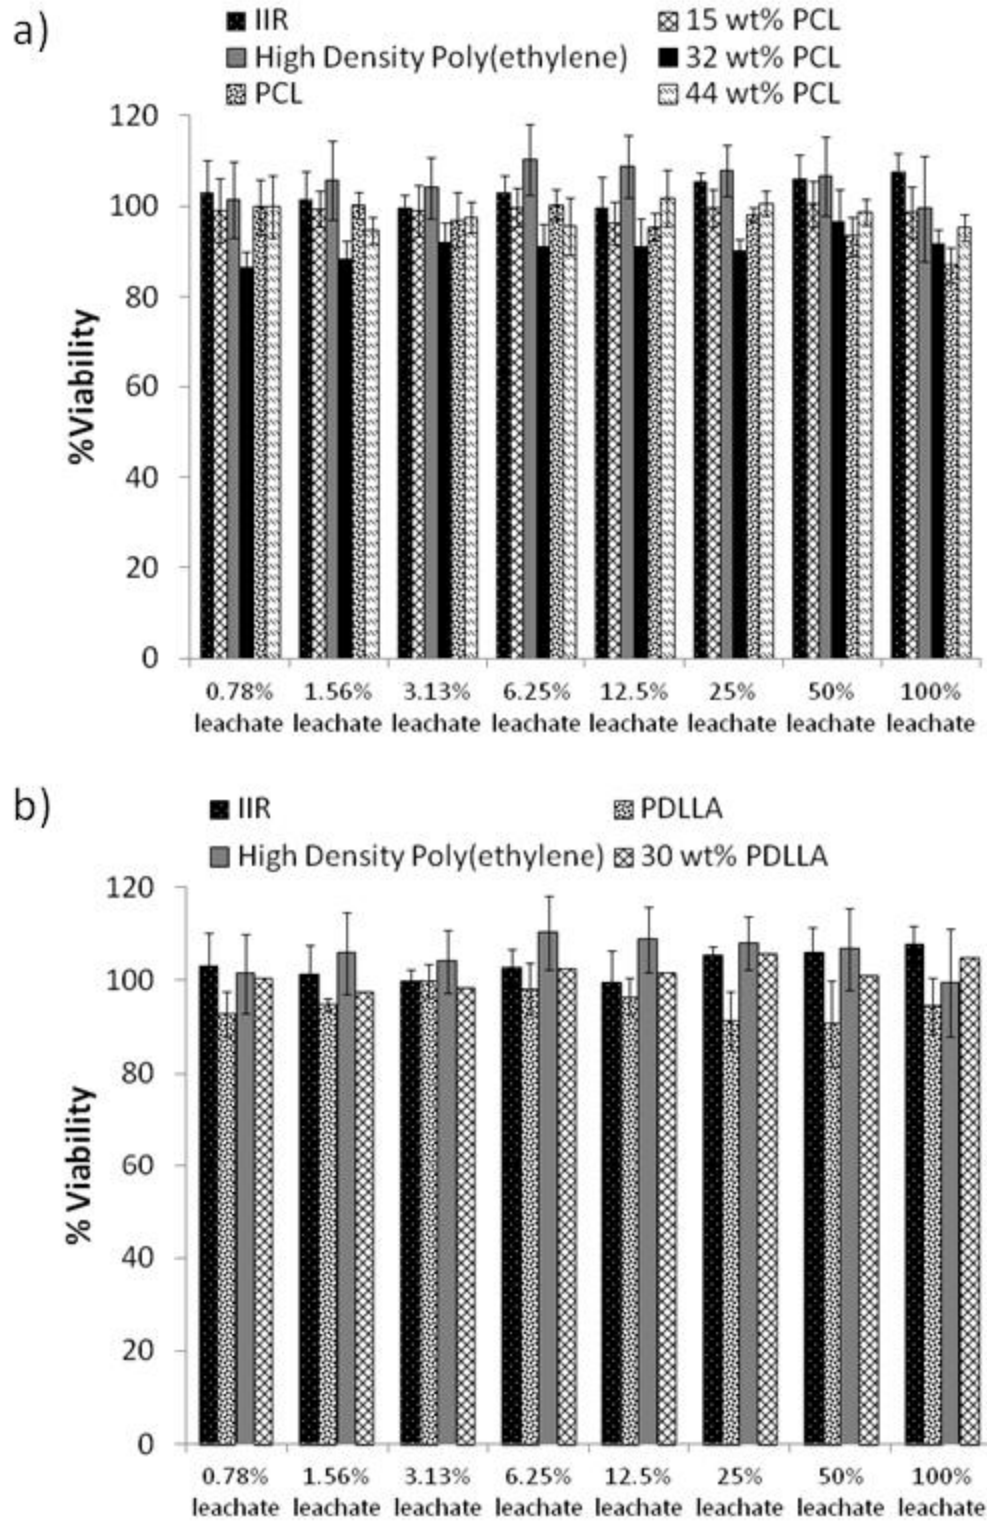 a)
IIR
15 wt% PCL
High Density Poly(ethylene)
32 wt% PCL
PCL
44 wt% PCL
120
100
80
60
40
20
0
%Viability
0.78% 1.56% 3.13% 6.25% 12.5% 25% 50% 100%
leachate leachate leachate leachate leachate leachate leachate leachate
b)
IIR
PDLLA
High Density Poly(ethylene)
30 wt% PDLLA
120
100
80
60
40
20
0
% Viability
0.78% 1.56% 3.13% 6.25% 12.5% 25% 50% 100%
leachate leachate leachate leachate leachate leachate leachate leachate